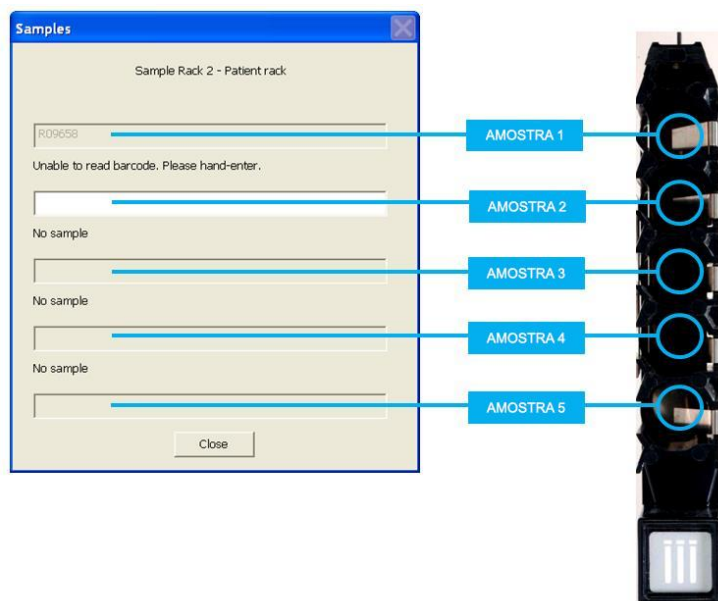 Samples
Sample Rack 2 - Patient rack
R09658
AMOSTRA 1
Unable to read barcode. Please hand-enter.
AMOSTRA 2
No sample
AMOSTRA 3
No sample
AMOSTRA 4
No sample
AMOSTRA 5
Close